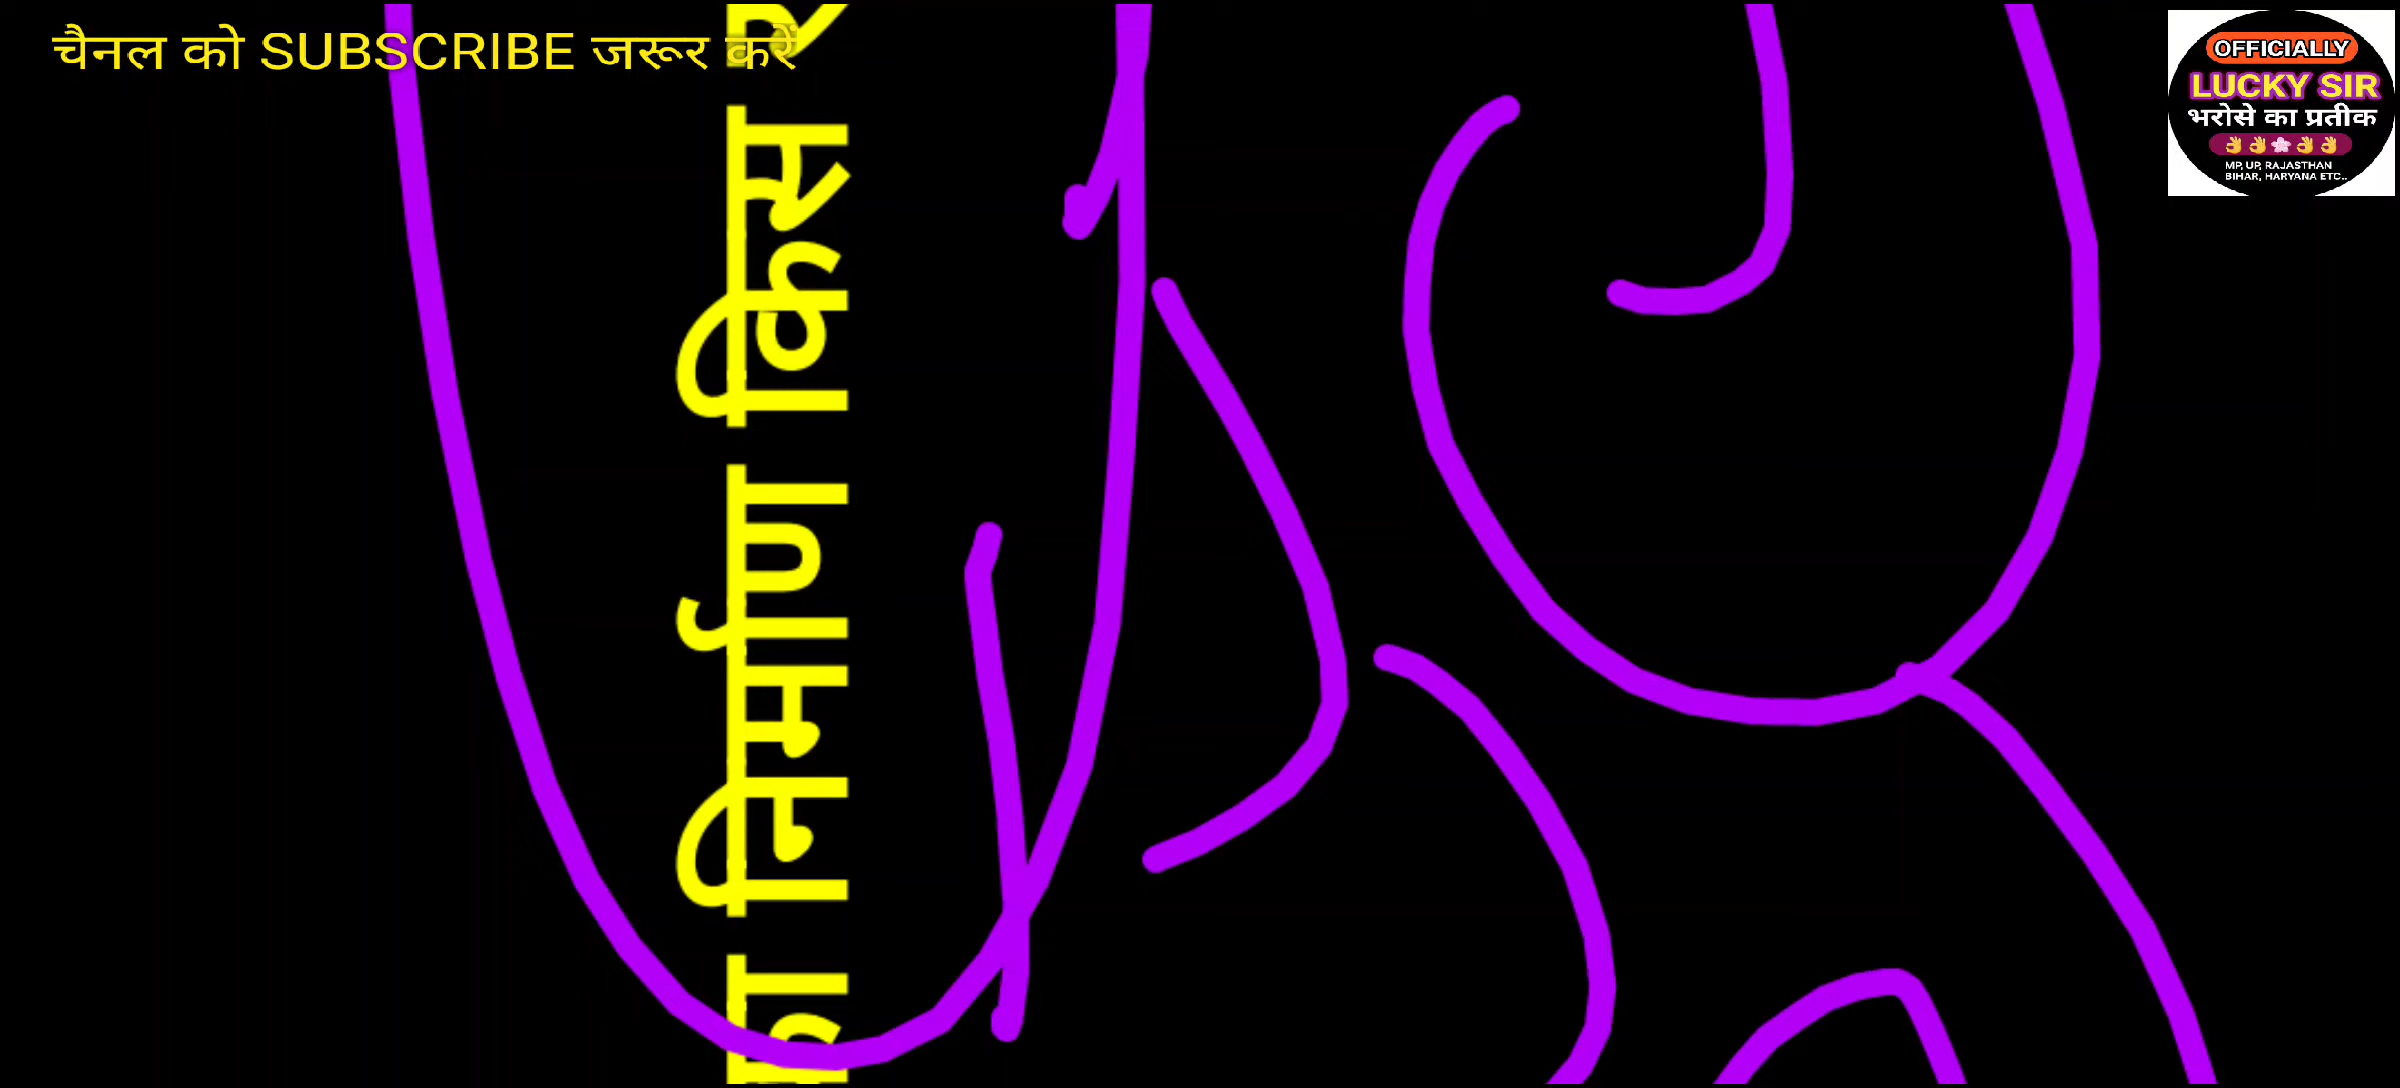 चैनल को SUBSCRIBE जरूर करें
OFFICIALLY
LUCKY SIR
भरोसे का प्रतीक
MP, UP, RAJASTHAN
BIHAR, HARYANA ETC..
का निर्माण किस